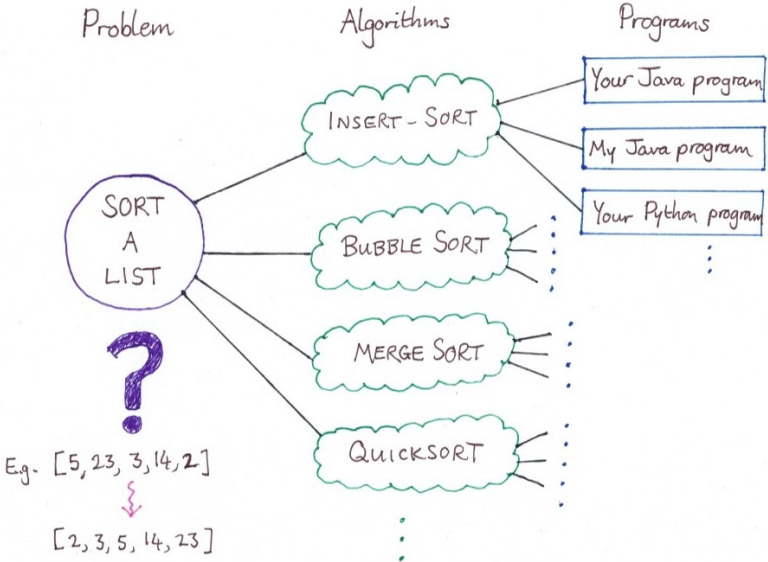 Problem
Algorithms
Programs
SORT
A
LIST
INSERT-SORT
BUBBLE SORT
MERGE SORT
QUICKSORT
Your Java program
My Java program
Your Python program
?
E.g. [5, 23, 3, 14, 2]
[2, 3, 5, 14, 23]